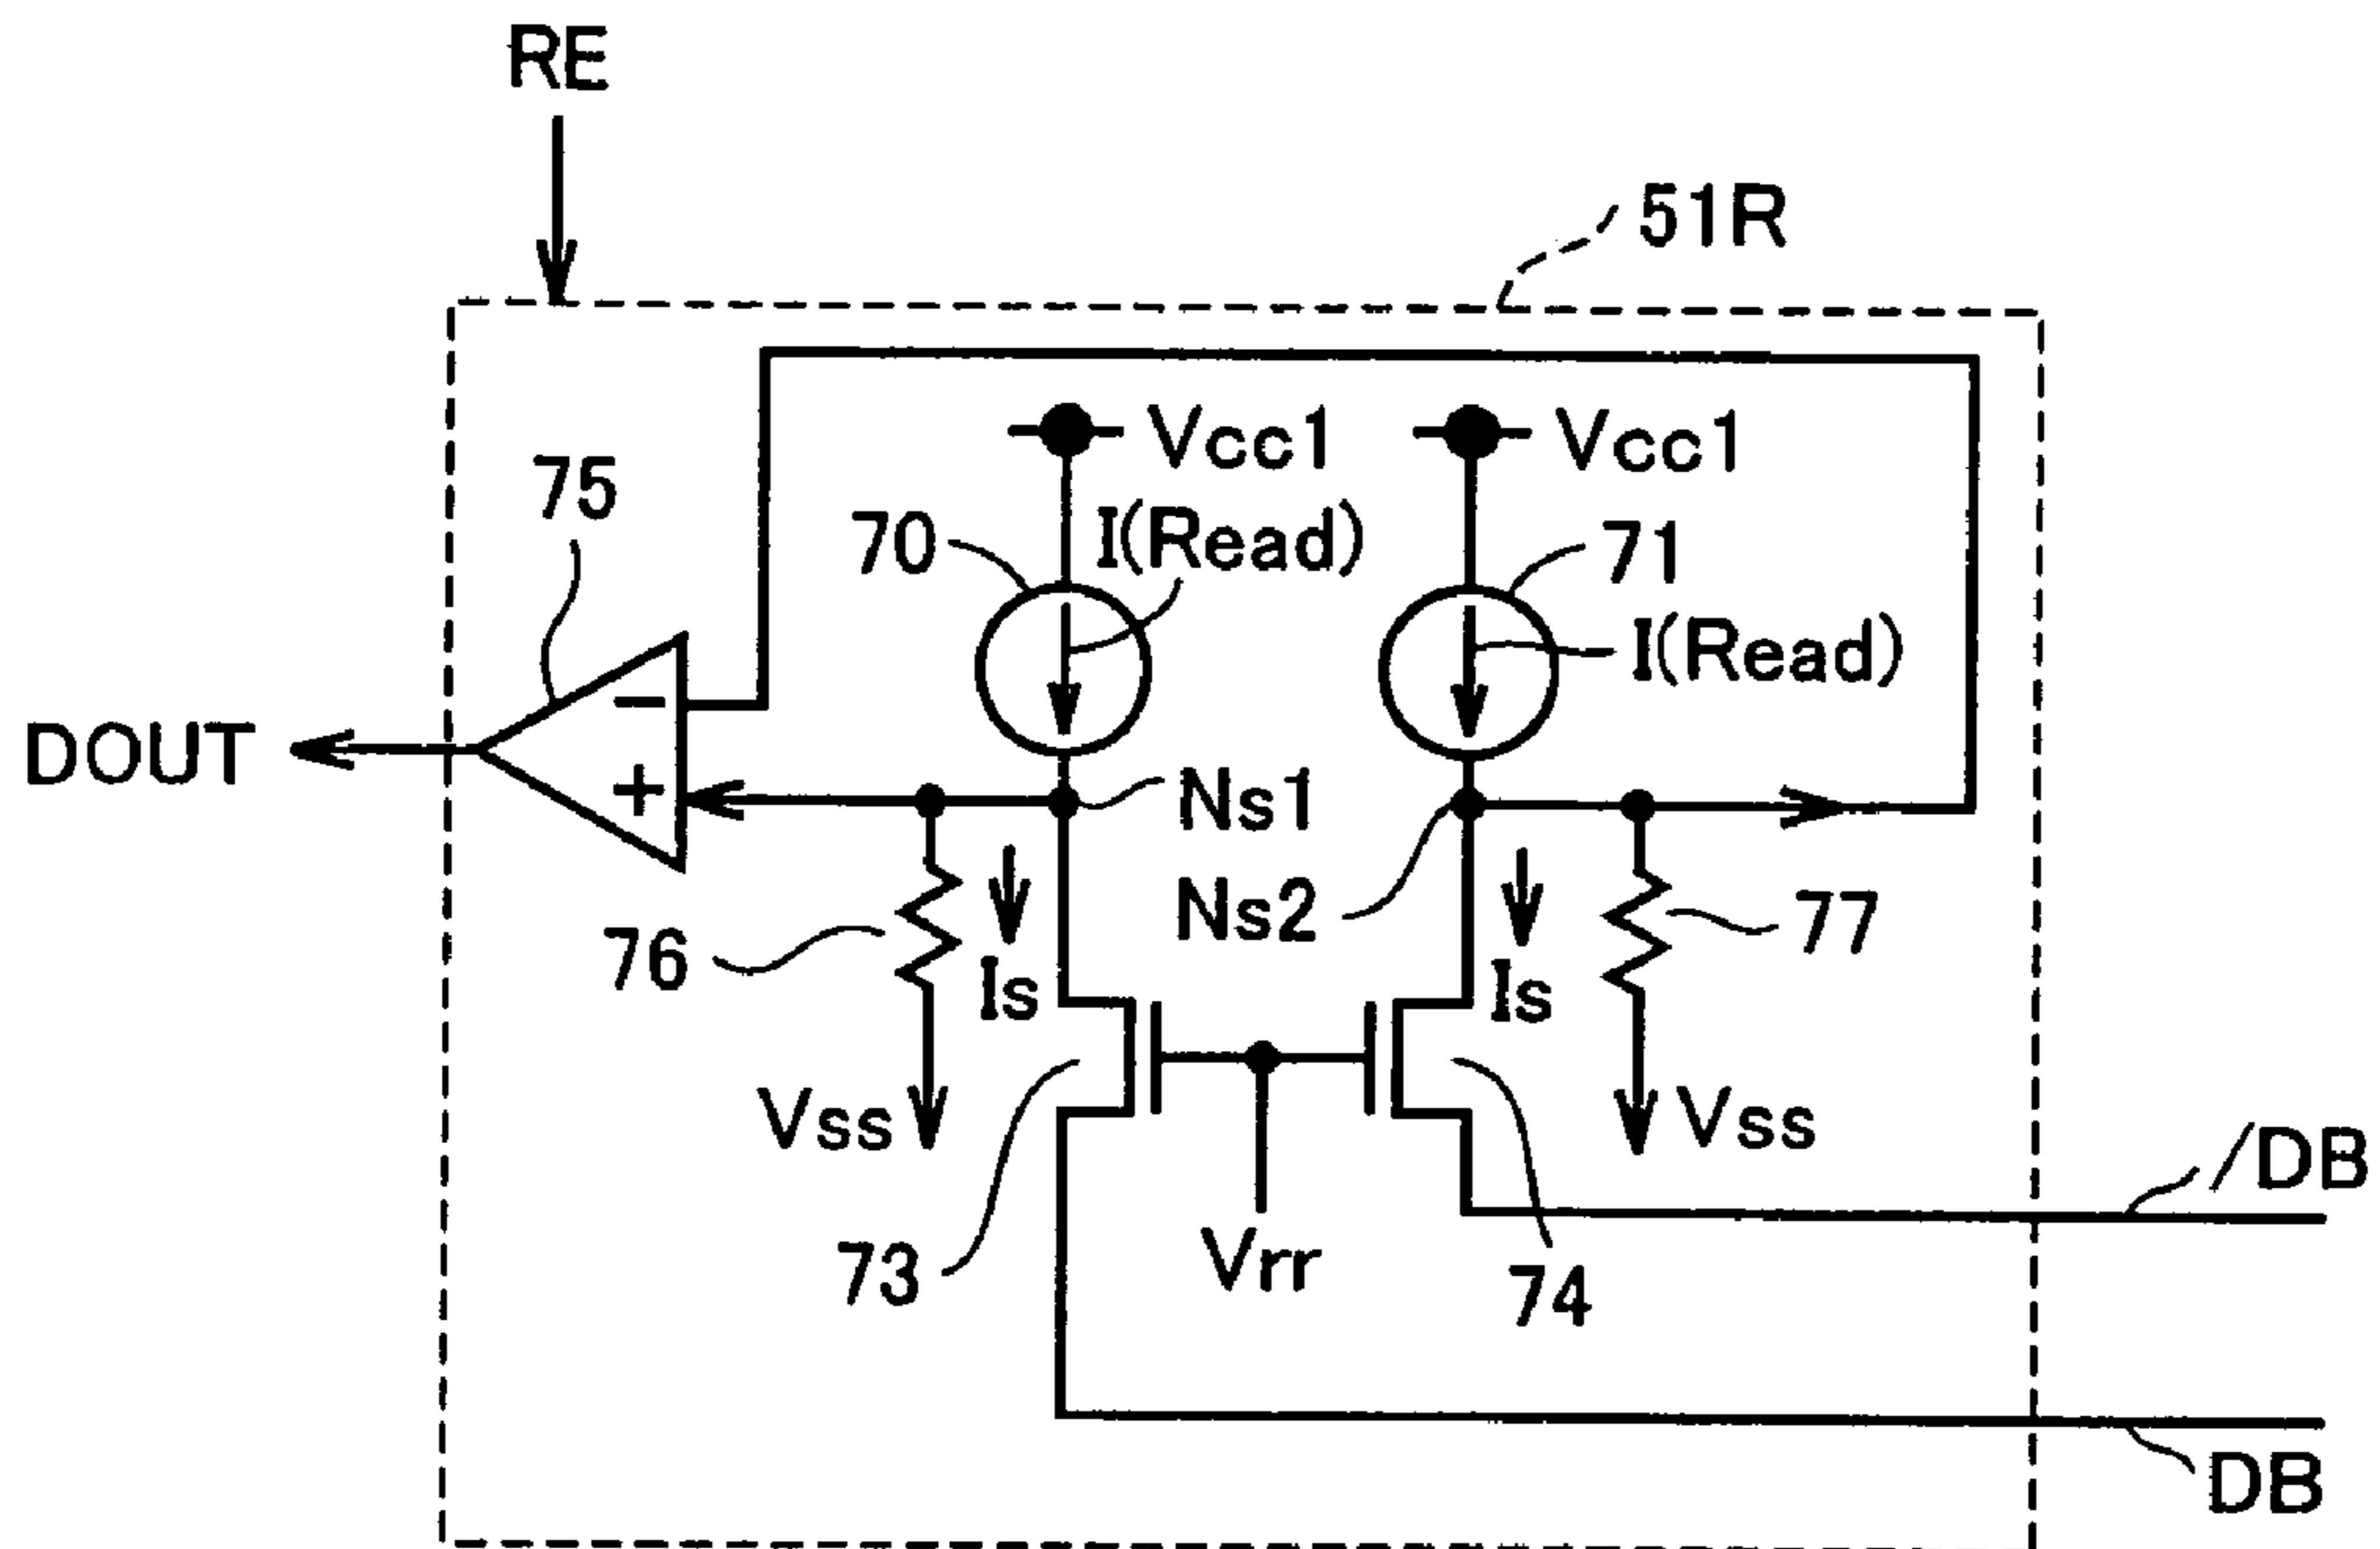 RE
51R
Vcc1
Vcc1
75
70
I(Read)
71
I(Read)
DOUT
−
+
Ns1
Ns2
76
Is
Is
77
Vss
Vss
/DB
73
Vrr
74
DB